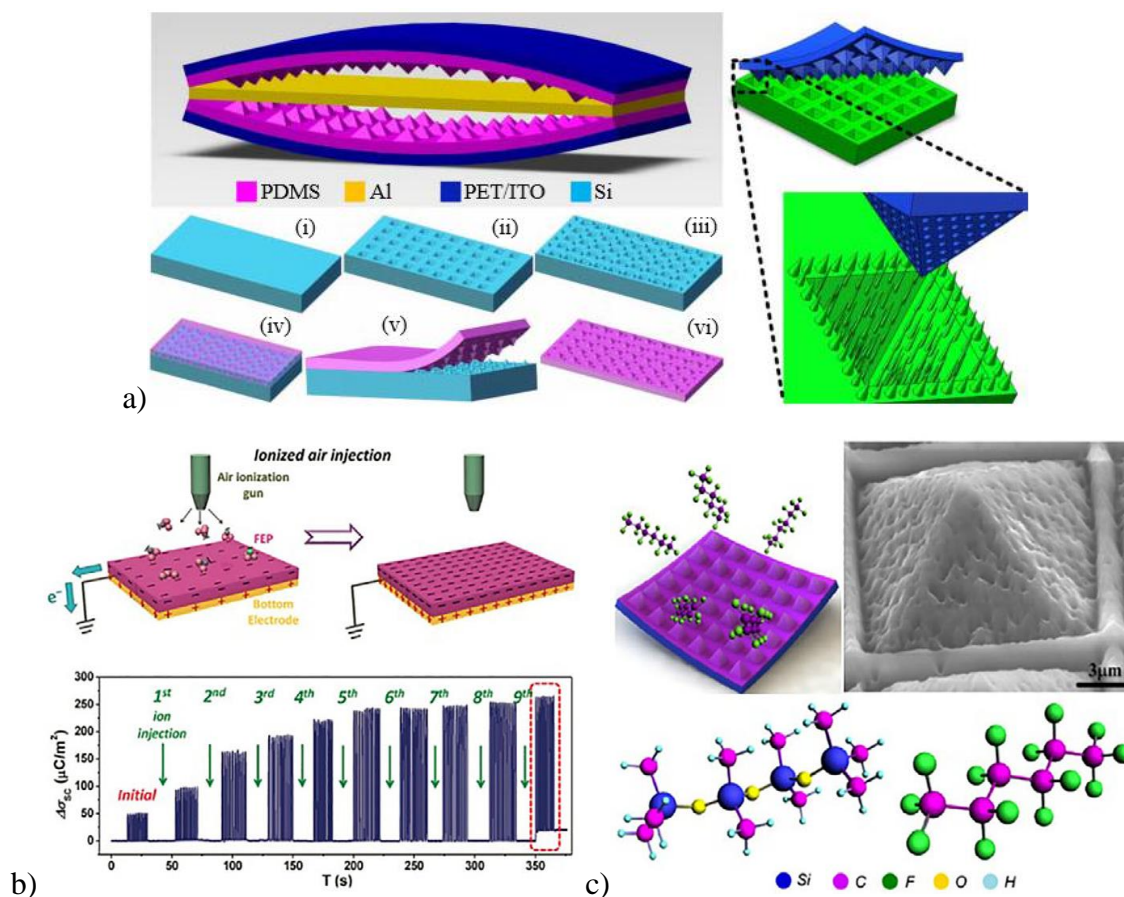 PDMS Al PET/ITO Si
(i) (ii) (iii)
(iv) (v) (vi)
a)
Ionized air injection
Air ionization
gun
FEP
e⁻
Bottom
Electrode
300
250
200
150
100
50
0
Δσsc (μC/m²)
1st 2nd 3rd 4th 5th 6th 7th 8th 9th
ion
injection
Initial
0 50 100 150 200 250 300 350
T (s)
b)
3μm
Si C F O H
c)